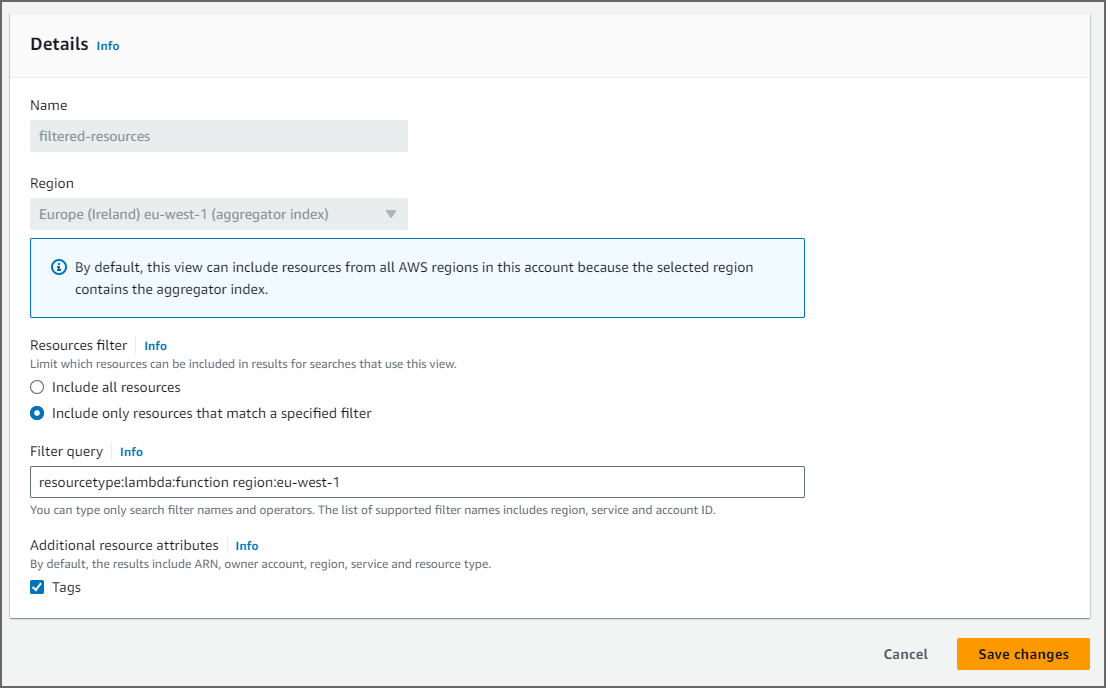 Details Info
Name
filtered-resources
Region
Europe (Ireland) eu-west-1 (aggregator index)
By default, this view can include resources from all AWS regions in this account because the selected region
contains the aggregator index.
Resources filter Info
Limit which resources can be included in results for searches that use this view.
Include all resources
Include only resources that match a specified filter
Filter query Info
resourcetype:lambda:function region:eu-west-1
You can type only search filter names and operators. The list of supported filter names includes region, service and account ID.
Additional resource attributes Info
By default, the results include ARN, owner account, region, service and resource type.
Tags
Cancel Save changes